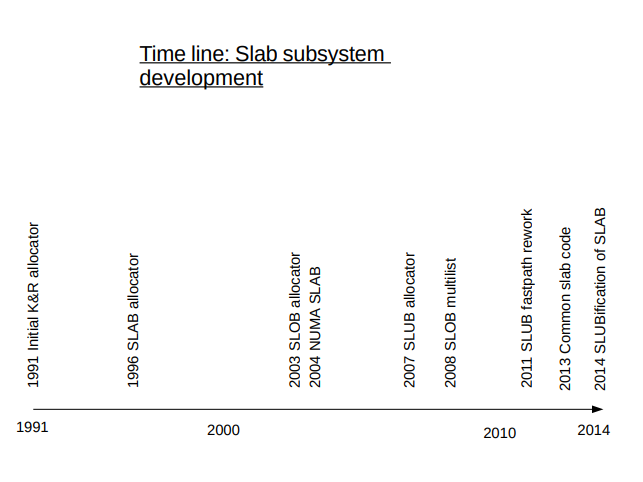 Time line: Slab subsystem
development
1991 Initial K&R allocator
1996 SLAB allocator
2003 SLOB allocator
2004 NUMA SLAB
2007 SLUB allocator
2008 SLOB multilist
2011 SLUB fastpath rework
2013 Common slab code
2014 SLUBification of SLAB
1991
2000
2010
2014